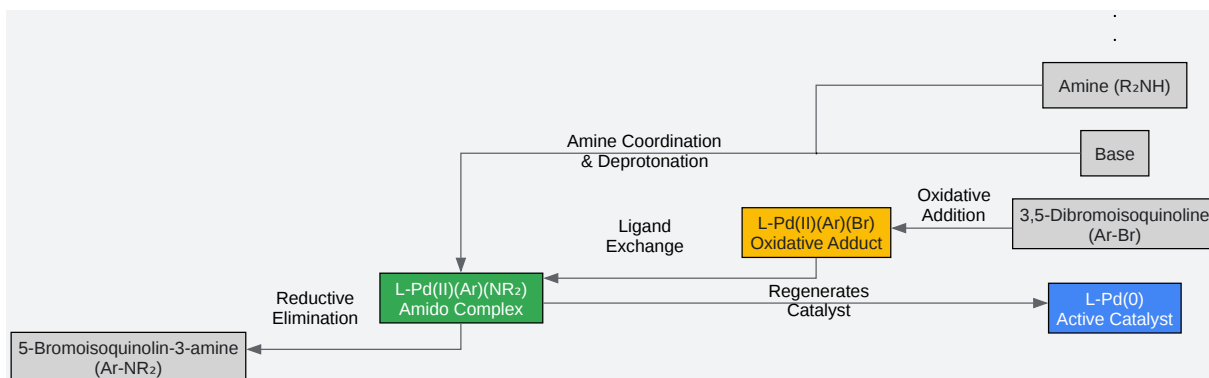 Amine (R₂NH)
Amine Coordination
& Deprotonation
Base
Oxidative
Addition
3,5-Dibromoisoquinoline
(Ar-Br)
L-Pd(II)(Ar)(Br)
Oxidative Adduct
Ligand
Exchange
L-Pd(II)(Ar)(NR₂)
Amido Complex
Regenerates
Catalyst
L-Pd(0)
Active Catalyst
Reductive
Elimination
5-Bromoisoquinolin-3-amine
(Ar-NR₂)